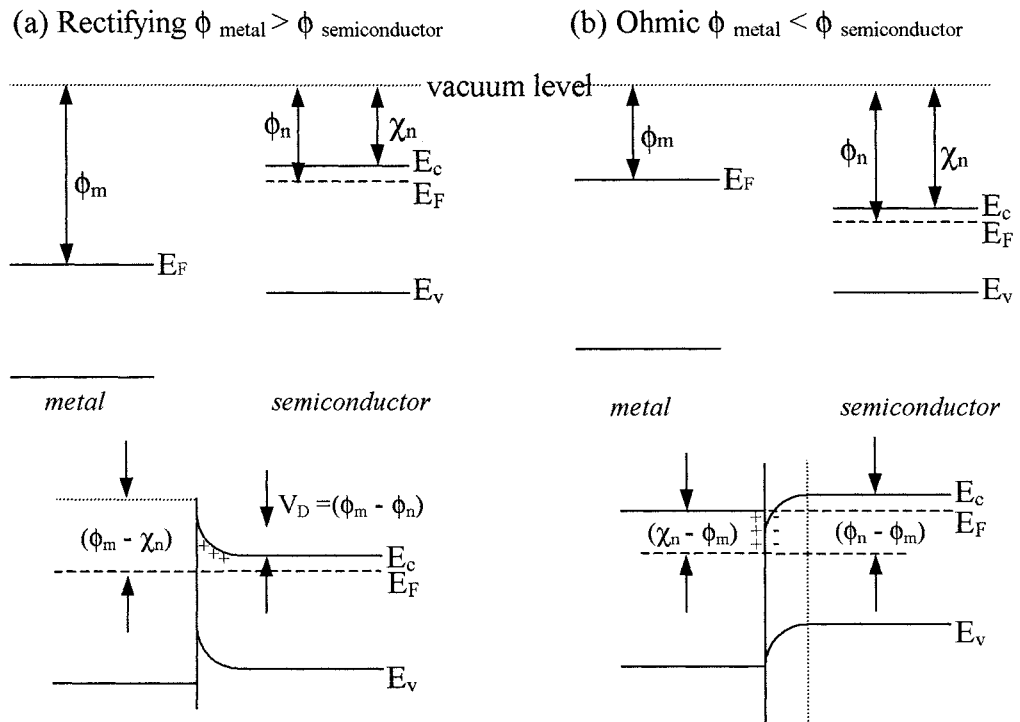 (a) Rectifying ϕ metal > ϕ semiconductor
(b) Ohmic ϕ metal < ϕ semiconductor
vacuum level
ϕm
ϕn
χn
Ec
EF
EF
Ev
ϕm
EF
ϕn
χn
Ec
EF
Ev
metal
semiconductor
metal
semiconductor
(ϕm - χn)
VD =(ϕm - ϕn)
+++
Ec
EF
Ev
(χn - ϕm)
(ϕn - ϕm)
Ec
EF
Ev